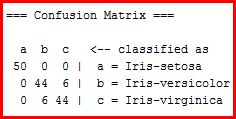 === Confusion Matrix ===
a b c <-- classified as
50 0 0 | a = Iris-setosa
0 44 6 | b = Iris-versicolor
0 6 44 | c = Iris-virginica